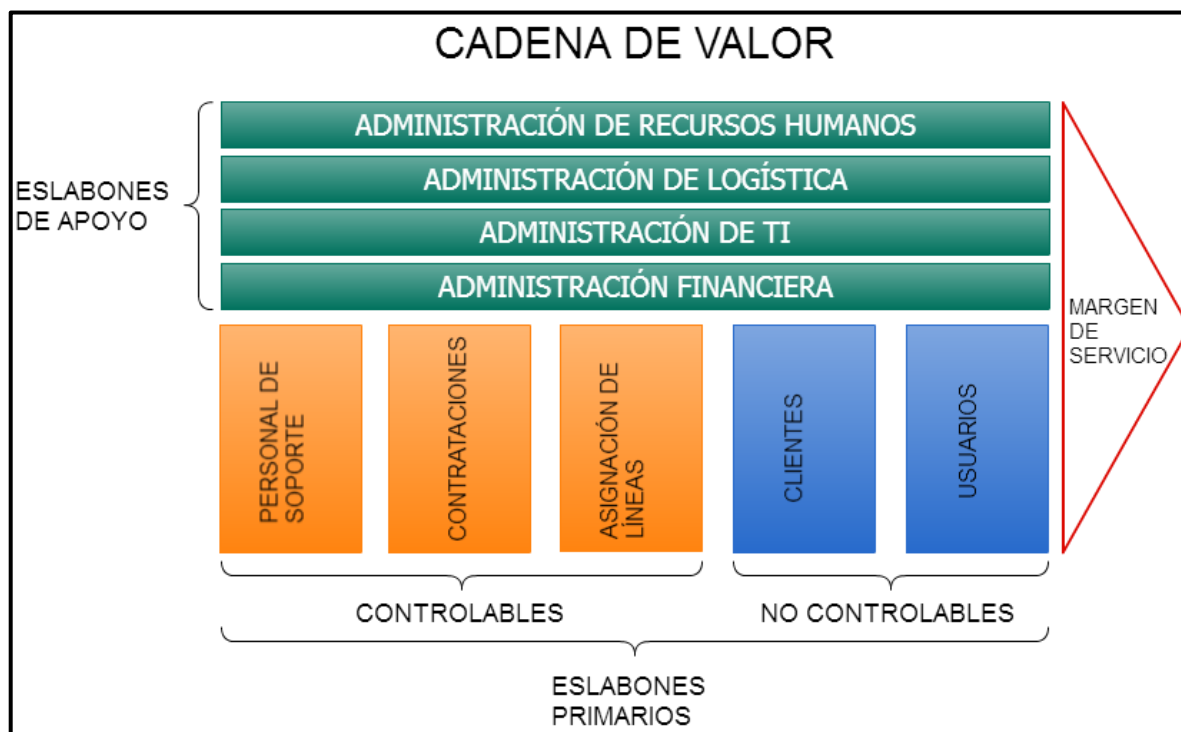 CADENA DE VALOR
ESLABONES
DE APOYO
ADMINISTRACIÓN DE RECURSOS HUMANOS
ADMINISTRACIÓN DE LOGÍSTICA
ADMINISTRACIÓN DE TI
ADMINISTRACIÓN FINANCIERA
PERSONAL DE
SOPORTE
CONTRATACIONES
ASIGNACIÓN DE
LÍNEAS
CLIENTES
USUARIOS
MARGEN
DE
SERVICIO
CONTROLABLES
NO CONTROLABLES
ESLABONES
PRIMARIOS